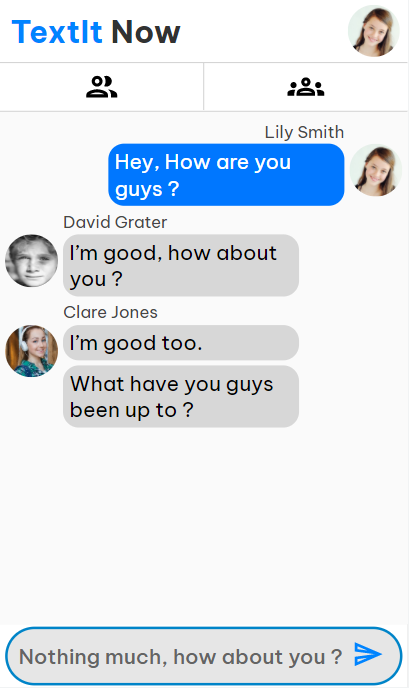 TextIt Now
Lily Smith
Hey, How are you
guys ?
David Grater
I'm good, how about
you ?
Clare Jones
I'm good too.
What have you guys
been up to ?
Nothing much, how about you ?